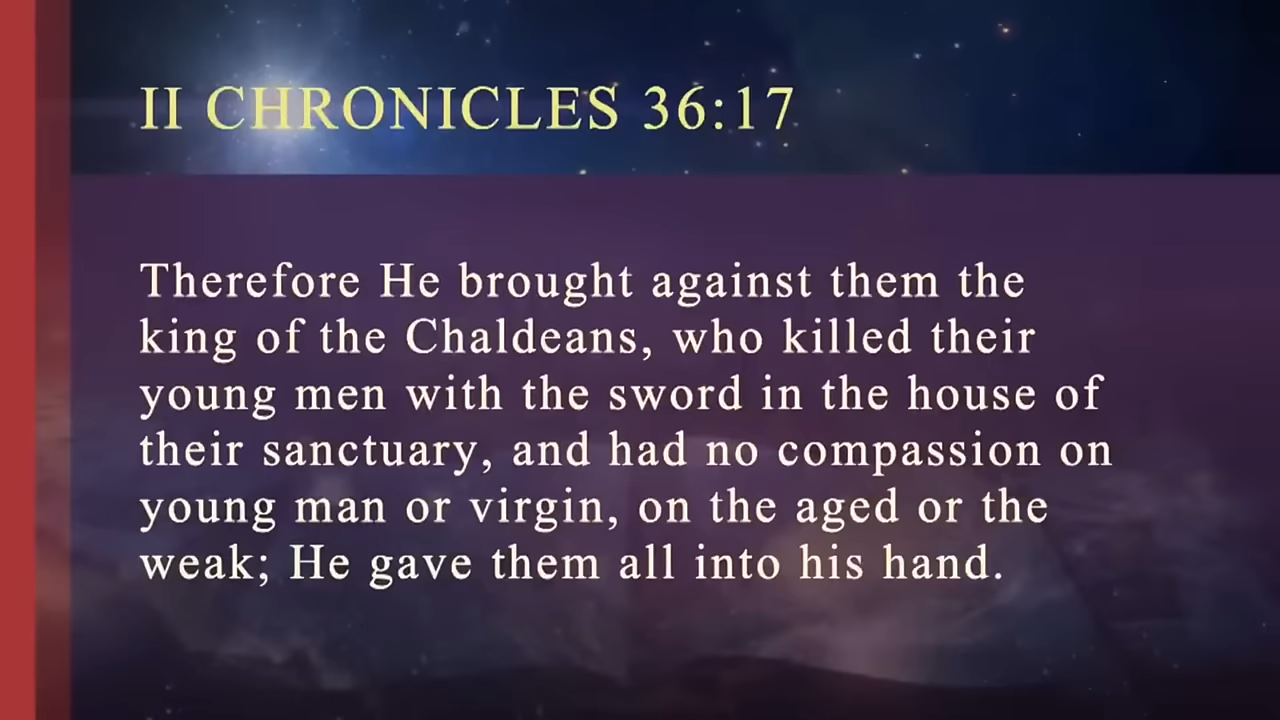 II CHRONICLES 36:17
Therefore He brought against them the
king of the Chaldeans, who killed their
young men with the sword in the house of
their sanctuary, and had no compassion on
young man or virgin, on the aged or the
weak; He gave them all into his hand.